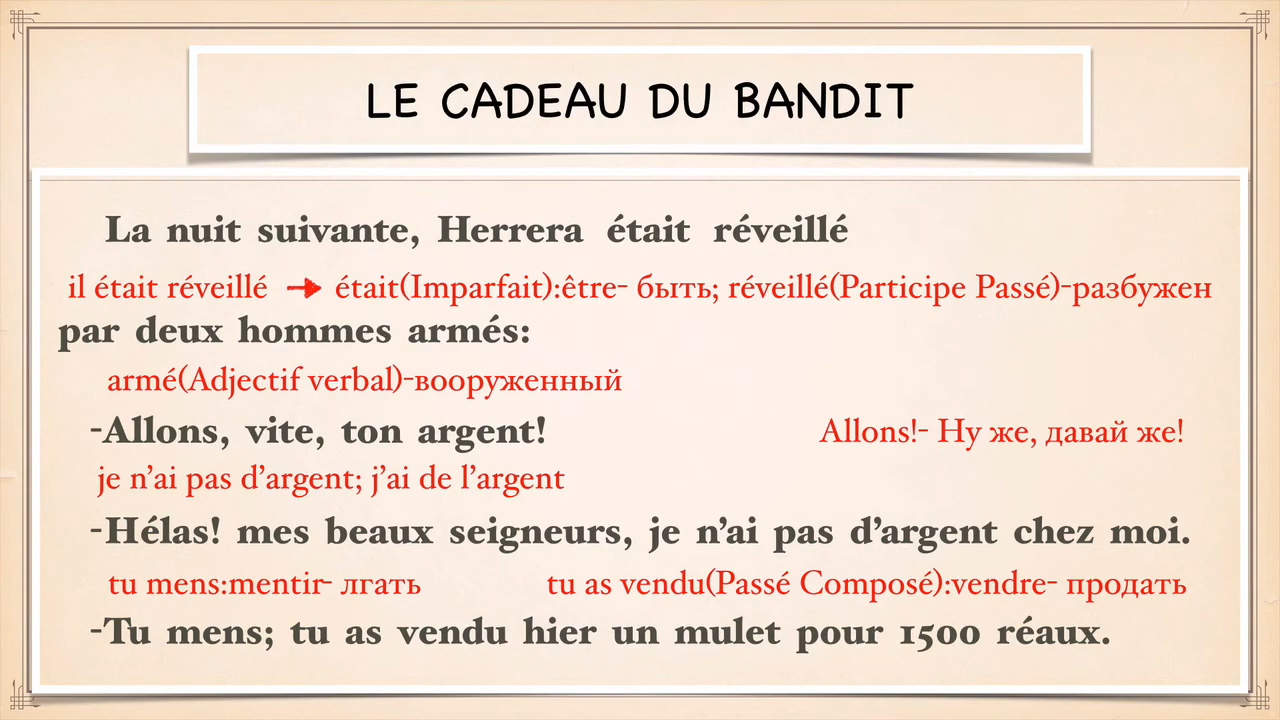 LE CADEAU DU BANDIT
La nuit suivante, Herrera était réveillé
il était réveillé → était(Imparfait):être- быть; réveillé(Participe Passé)-разбужен
par deux hommes armés:
armé(Adjectif verbal)-вооруженный
-Allons, vite, ton argent! Allons!- Ну же, давай же!
je n’ai pas d’argent; j’ai de l’argent
-Hélas! mes beaux seigneurs, je n’ai pas d’argent chez moi.
tu mens:mentir- лгать tu as vendu(Passé Composé):vendre- продать
-Tu mens; tu as vendu hier un mulet pour 1500 réaux.